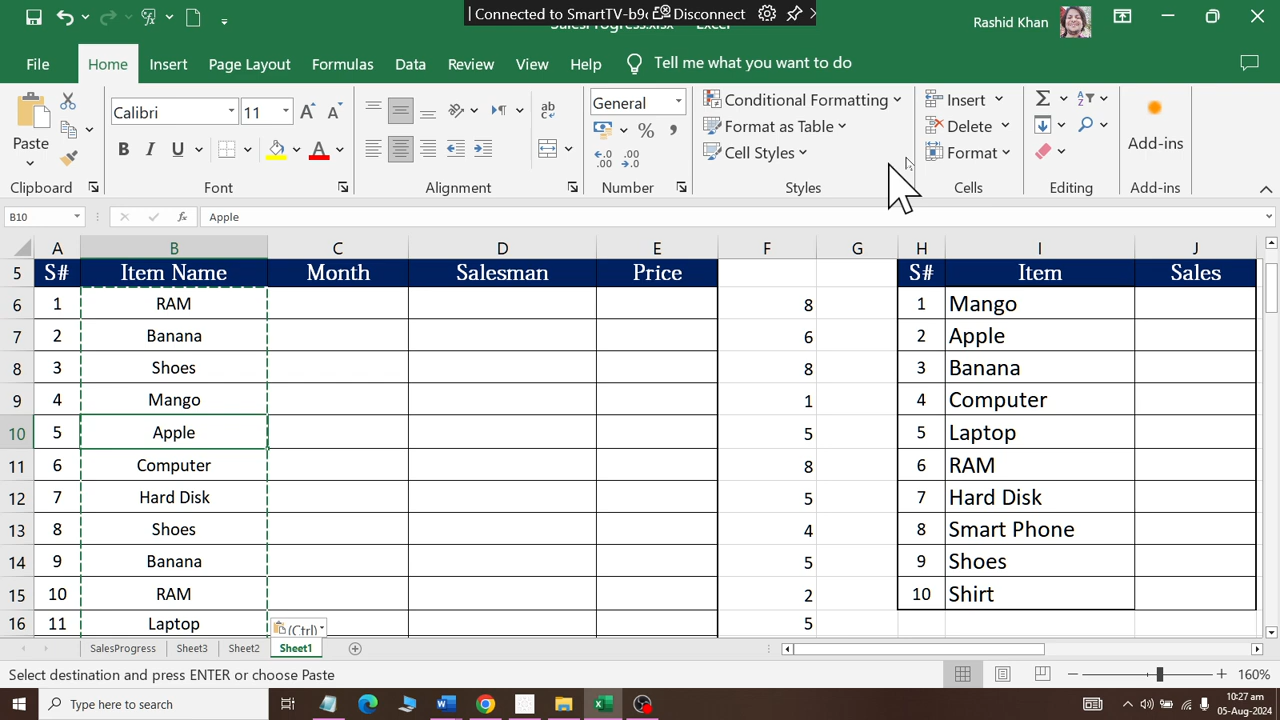 Connected to SmartTV-b9 Disconnect
SalesProgress.xlsx - Excel
Rashid Khan
File Home Insert Page Layout Formulas Data Review View Help Tell me what you want to do
Paste
Calibri 11
B I U A
ab
c
General
% ,
Conditional Formatting
Format as Table
Cell Styles
Insert
Delete
Format
Add-ins
Clipboard Font Alignment Number Styles Cells Editing Add-ins
B10 fx Apple
A B C D E F G H I J
5 S# Item Name Month Salesman Price S# Item Sales
6 1 RAM 8 1 Mango
7 2 Banana 6 2 Apple
8 3 Shoes 8 3 Banana
9 4 Mango 1 4 Computer
10 5 Apple 5 5 Laptop
11 6 Computer 8 6 RAM
12 7 Hard Disk 5 7 Hard Disk
13 8 Shoes 4 8 Smart Phone
14 9 Banana 5 9 Shoes
15 10 RAM 2 10 Shirt
16 11 Laptop (Ctrl) 5
SalesProgress Sheet3 Sheet2 Sheet1
Select destination and press ENTER or choose Paste 160%
Type here to search
10:27 am
05-Aug-2024